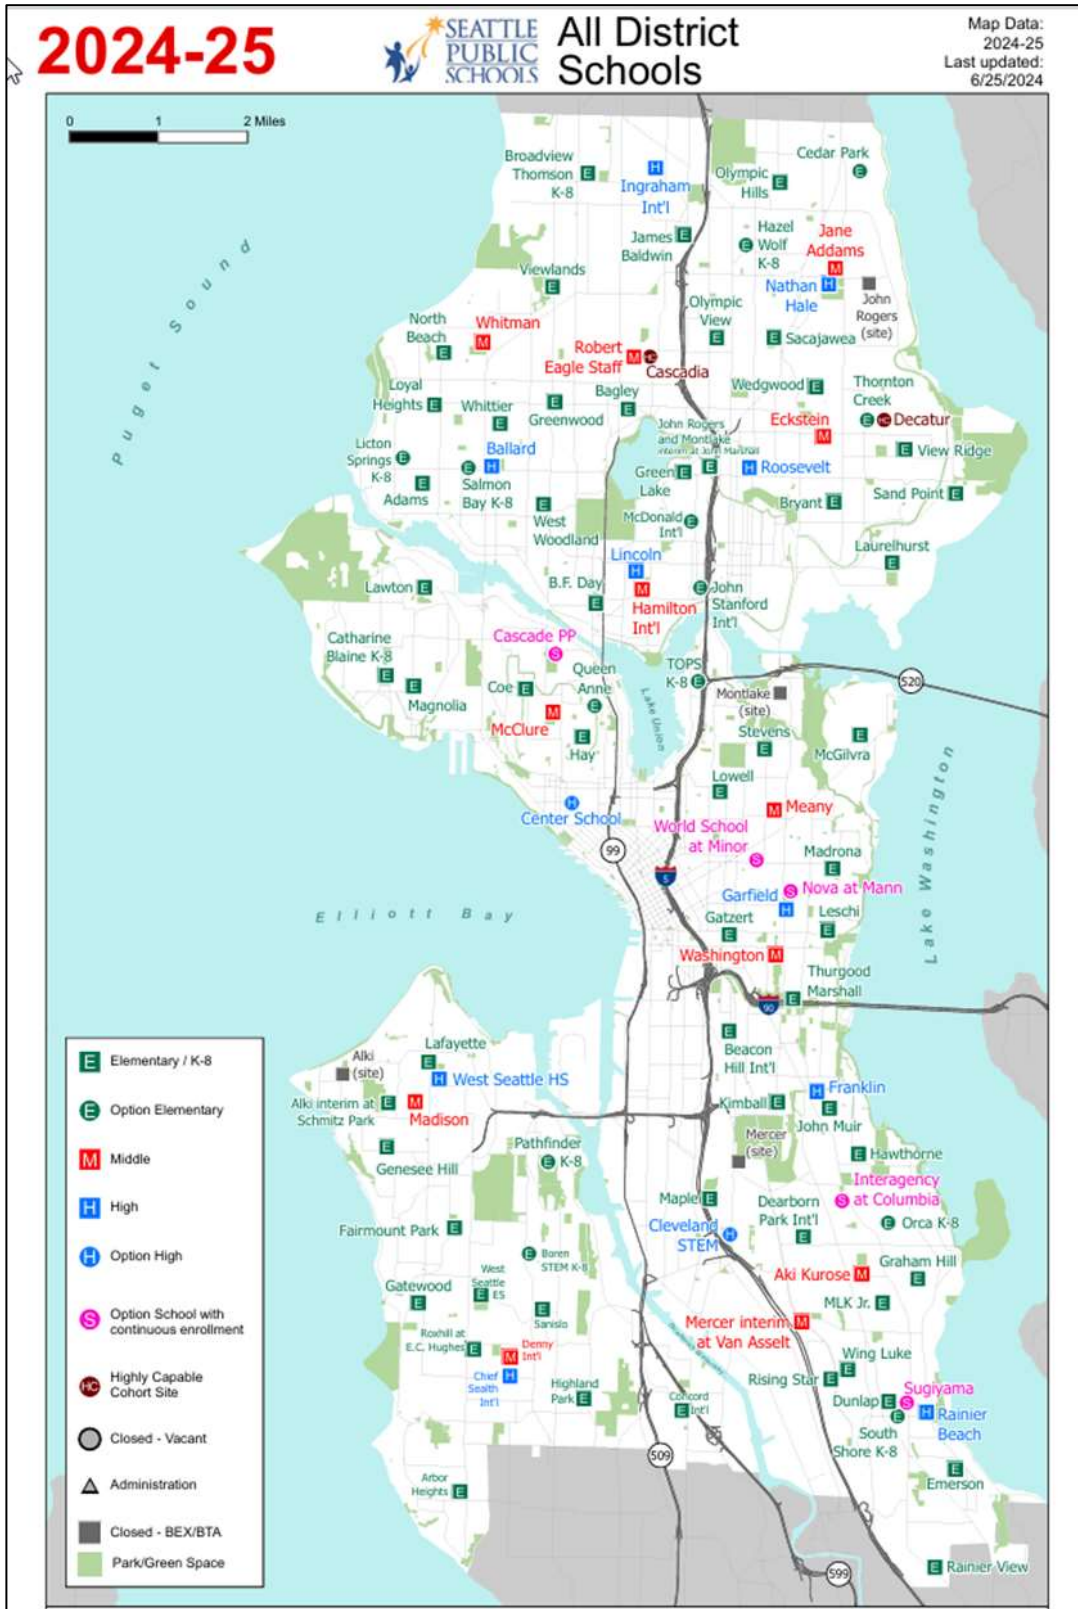 2024-25
SEATTLE
PUBLIC
SCHOOLS
All District
Schools
Map Data:
2024-25
Last updated:
6/25/2024
0 1 2 Miles
Puget Sound
Broadview
Thomson
K-8
Ingraham
Int'l
Olympic
Hills
Cedar Park
James
Baldwin
Hazel
Wolf
K-8
Jane
Addams
Nathan
Hale
John
Rogers
(site)
Viewlands
North
Beach
Whitman
Robert
Eagle Staff
Cascadia
Olympic
View
Sacajawea
Loyal
Heights
Whittier
Greenwood
Bagley
Wedgwood
Thornton
Creek
Decatur
Eckstein
John Rogers
and Montlake
interim at John Marshall
View Ridge
Licton
Springs
K-8
Ballard
Adams
Salmon
Bay K-8
Green
Lake
Roosevelt
West
Woodland
McDonald
Int'l
Bryant
Sand Point
Laurelhurst
Lincoln
Lawton
B.F. Day
Hamilton
Int'l
John
Stanford
Int'l
Catharine
Blaine K-8
Cascade PP
Queen
Anne
TOPS
K-8
520
Magnolia
Coe
McClure
Hay
Lake Union
Montlake
(site)
Stevens
McGilvra
Lowell
Center School
Meany
World School
at Minor
99
5
Madrona
Nova at Mann
Garfield
Leschi
Gatzert
Washington
Lake Washington
Elliott Bay
Thurgood
Marshall
90
Beacon
Hill Int'l
Lafayette
Alki
(site)
West Seattle HS
Alki interim at
Schmitz Park
Madison
Kimball
Franklin
John Muir
Mercer
(site)
Hawthorne
Genesee Hill
Pathfinder
K-8
Interagency
at Columbia
Maple
Dearborn
Park Int'l
Orca K-8
Fairmount Park
Cleveland
STEM
Boren
STEM K-8
Aki Kurose
Graham Hill
Gatewood
West
Seattle
ES
Sanislo
MLK Jr.
Mercer interim
at Van Asselt
Roxhill at
E.C. Hughes
Denny
Int'l
Chief
Sealth
Int'l
Wing Luke
Rising Star
Highland
Park
Concord
Int'l
Dunlap
Sugiyama
South
Shore K-8
Rainier
Beach
509
Arbor
Heights
Emerson
599
Rainier View
E Elementary / K-8
E Option Elementary
M Middle
H High
H Option High
S Option School with
continuous enrollment
HC Highly Capable
Cohort Site
Closed - Vacant
Administration
Closed - BEX/BTA
Park/Green Space